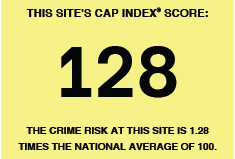 THIS SITE'S CAP INDEX® SCORE:
128
THE CRIME RISK AT THIS SITE IS 1.28
TIMES THE NATIONAL AVERAGE OF 100.